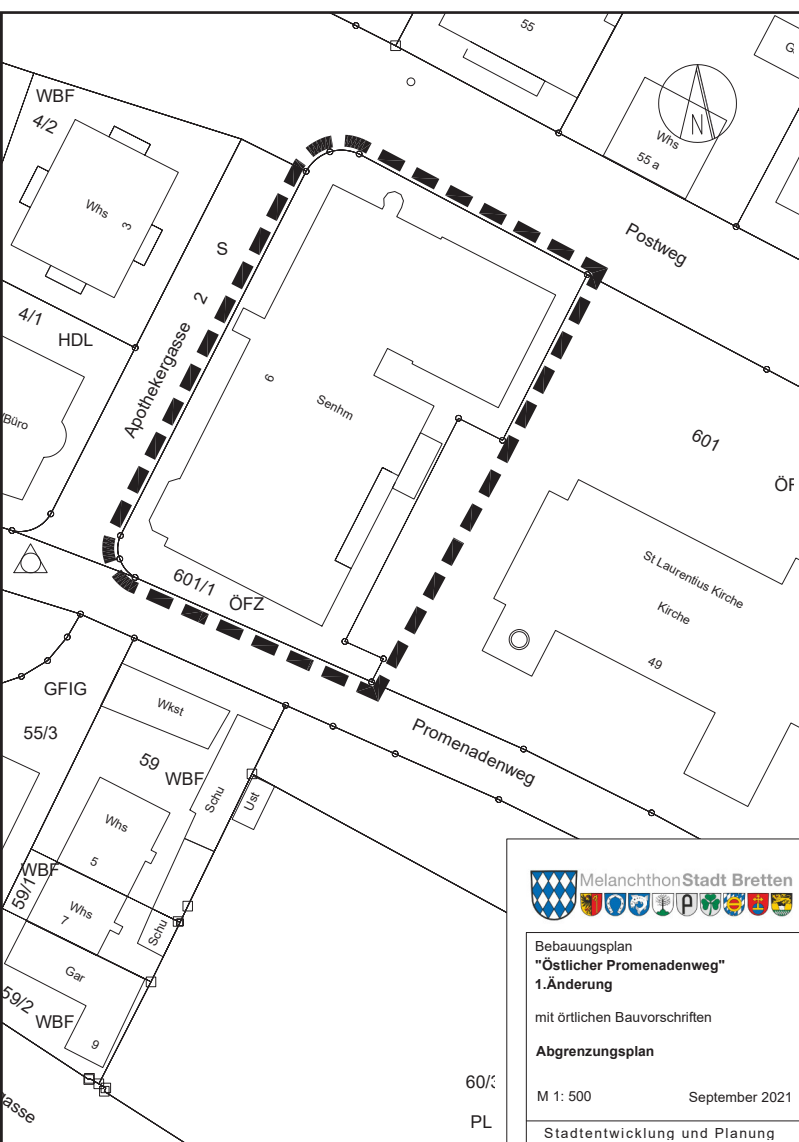 55
G
WBF
4/2
Whs
3
N
Whs
55 a
Postweg
S
2
4/1
HDL
Apothekergasse
6
Senhm
/Büro
601
ÖF
St Laurentius Kirche
Kirche
49
601/1
ÖFZ
GFIG
55/3
Wkst
Promenadenweg
59
WBF
Schu
Ust
Whs
5
WBF
59/1
Whs
7
Schu
Gar
59/2
WBF
9
gasse
60/3
PL
Melanchthon Stadt Bretten
Bebauungsplan
"Östlicher Promenadenweg"
1.Änderung
mit örtlichen Bauvorschriften
Abgrenzungsplan
M 1: 500 September 2021
Stadtentwicklung und Planung